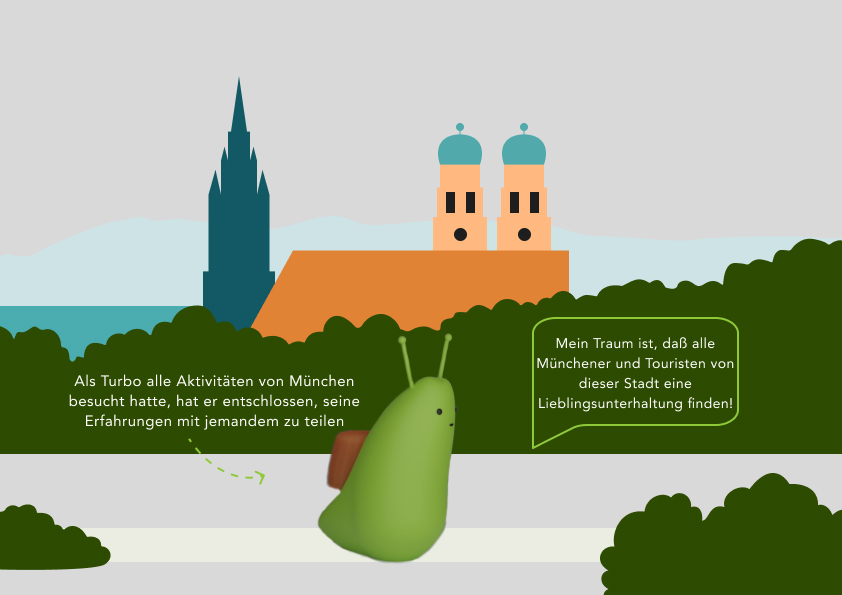 Als Turbo alle Aktivitäten von München
besucht hatte, hat er entschlossen, seine
Erfahrungen mit jemandem zu teilen
Mein Traum ist, daß alle
Münchener und Touristen von
dieser Stadt eine
Lieblingsunterhaltung finden!